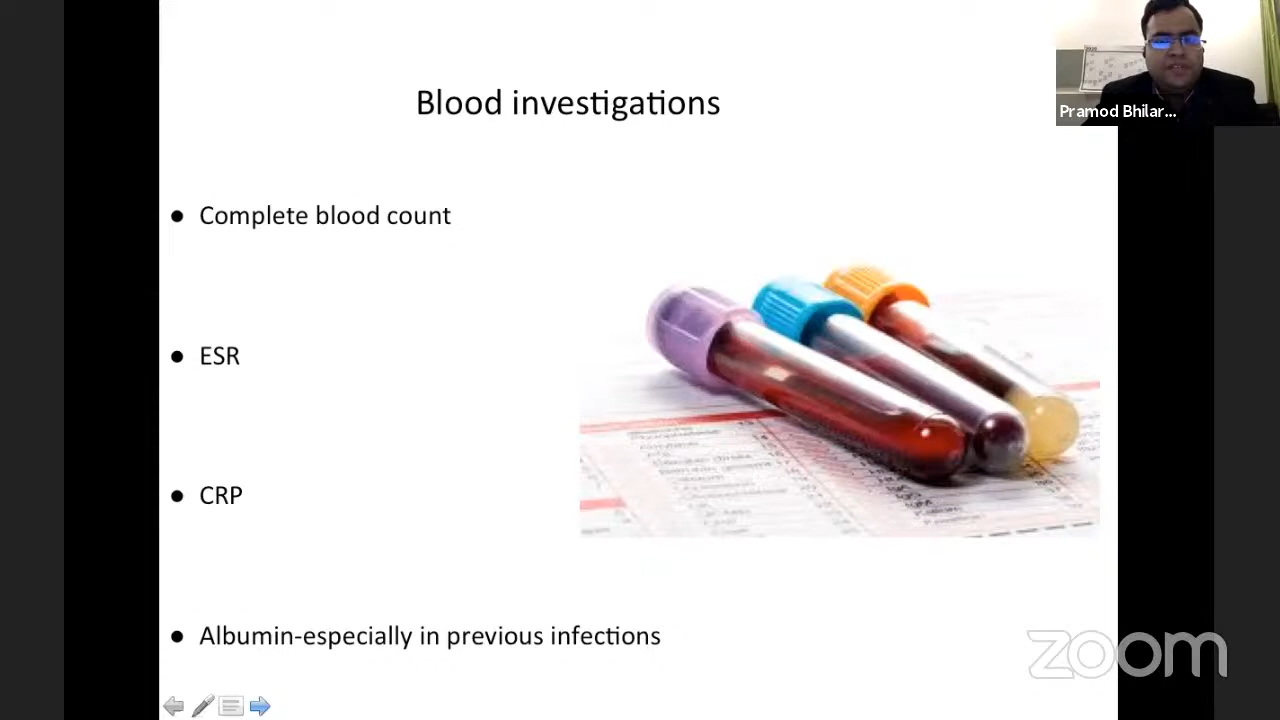 Blood investigations
Pramod Bhilar...
● Complete blood count
● ESR
● CRP
● Albumin-especially in previous infections
zoom